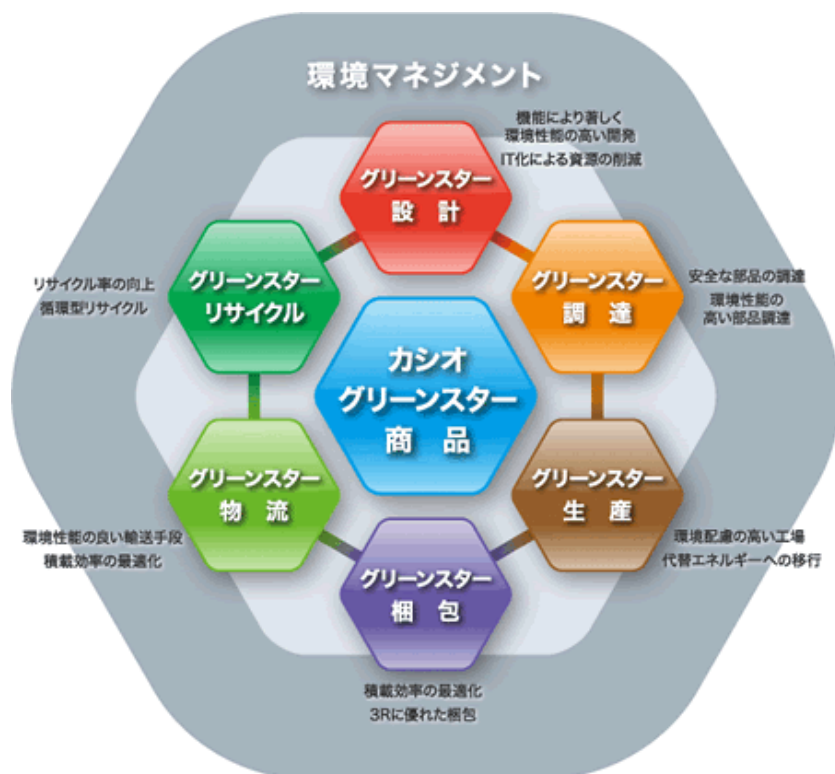 環境マネジメント
機能により著しく
環境性能の高い開発
IT化による資源の削減
グリーンスター
設 計
グリーンスター
リサイクル
リサイクル率の向上
循環型リサイクル
グリーンスター
調 達
安全な部品の調達
環境性能の
高い部品調達
カシオ
グリーンスター
商 品
グリーンスター
物 流
環境性能の良い輸送手段
積載効率の最適化
グリーンスター
生 産
環境配慮の高い工場
代替エネルギーへの移行
グリーンスター
梱 包
積載効率の最適化
3Rに優れた梱包